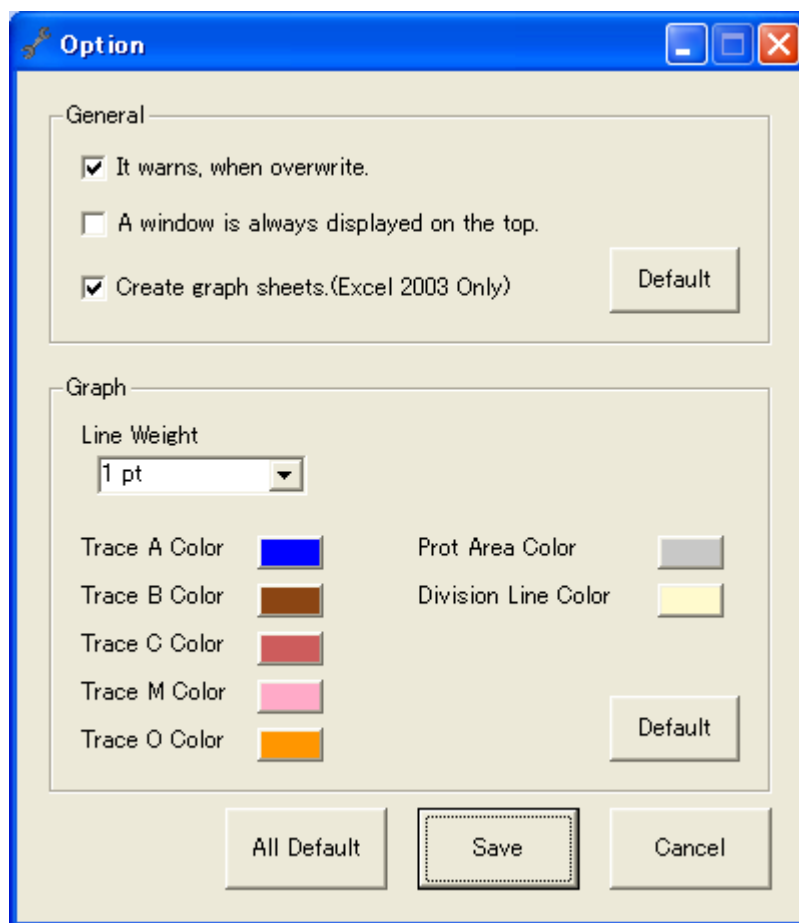 Option
General
It warns, when overwrite.
A window is always displayed on the top.
Create graph sheets.(Excel 2003 Only)
Default
Graph
Line Weight
1 pt
Trace A Color
Prot Area Color
Trace B Color
Division Line Color
Trace C Color
Trace M Color
Trace O Color
Default
All Default
Save
Cancel